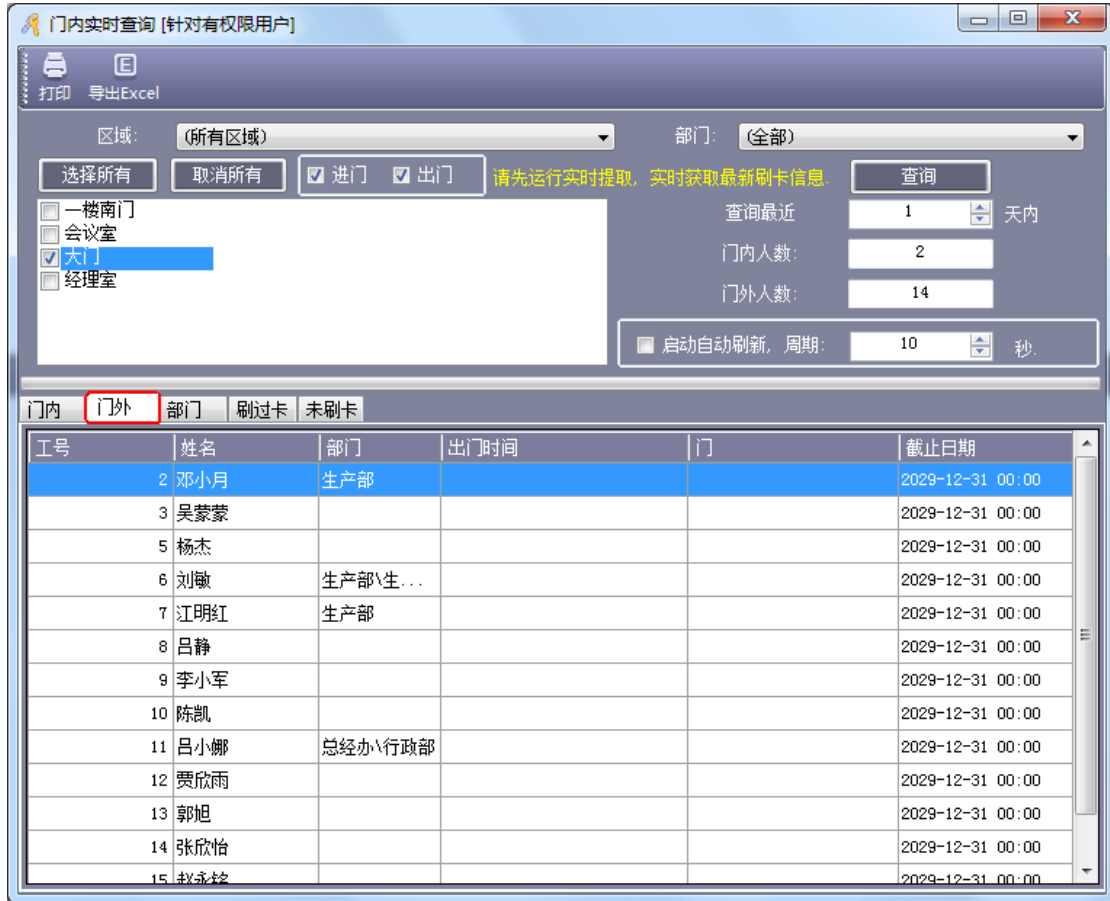 门内实时查询 [针对有权限用户]
打印 导出Excel
区域: (所有区域) 部门: (全部)
选择所有 取消所有 进门 出门 请先运行实时提取, 实时获取最新刷卡信息. 查询
一楼南门
会议室
大门
经理室
查询最近 1 天内
门内人数: 2
门外人数: 14
启动自动刷新, 周期: 10 秒.
门内 门外 部门 刷过卡 未刷卡
工号 姓名 部门 出门时间 门 截止日期
2 邓小月 生产部 2029-12-31 00:00
3 吴蒙蒙 2029-12-31 00:00
5 杨杰 2029-12-31 00:00
6 刘敏 生产部\生... 2029-12-31 00:00
7 江明红 生产部 2029-12-31 00:00
8 吕静 2029-12-31 00:00
9 李小军 2029-12-31 00:00
10 陈凯 2029-12-31 00:00
11 吕小娜 总经办\行政部 2029-12-31 00:00
12 贾欣雨 2029-12-31 00:00
13 郭旭 2029-12-31 00:00
14 张欣怡 2029-12-31 00:00
15 赵永铭 2029-12-31 00:00